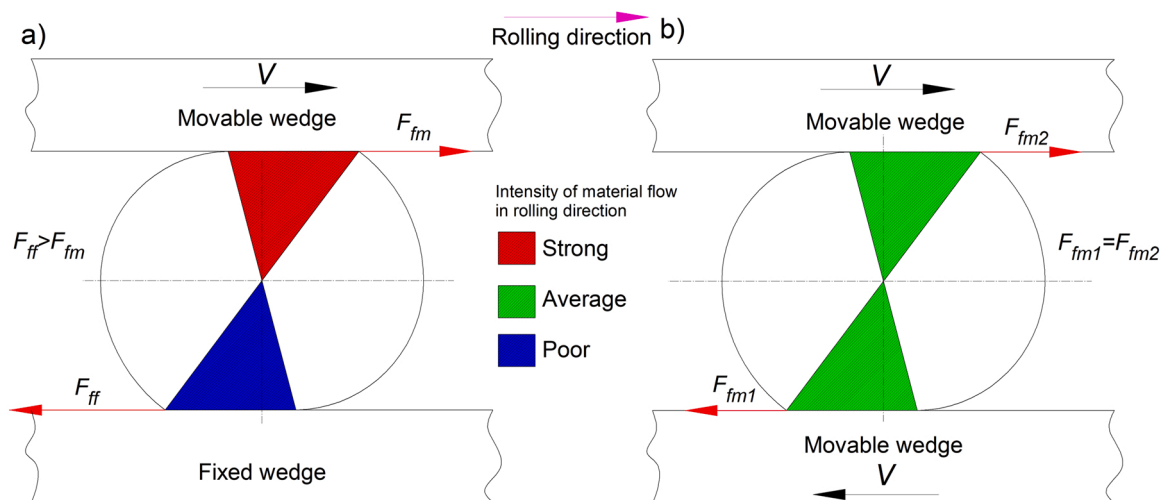 a)
Rolling direction
b)
V
Movable wedge
F_fm
V
Movable wedge
F_fm2
Intensity of material flow
in rolling direction
Strong
Average
Poor
F_ff>F_fm
F_fm1=F_fm2
F_ff
Fixed wedge
F_fm1
Movable wedge
V